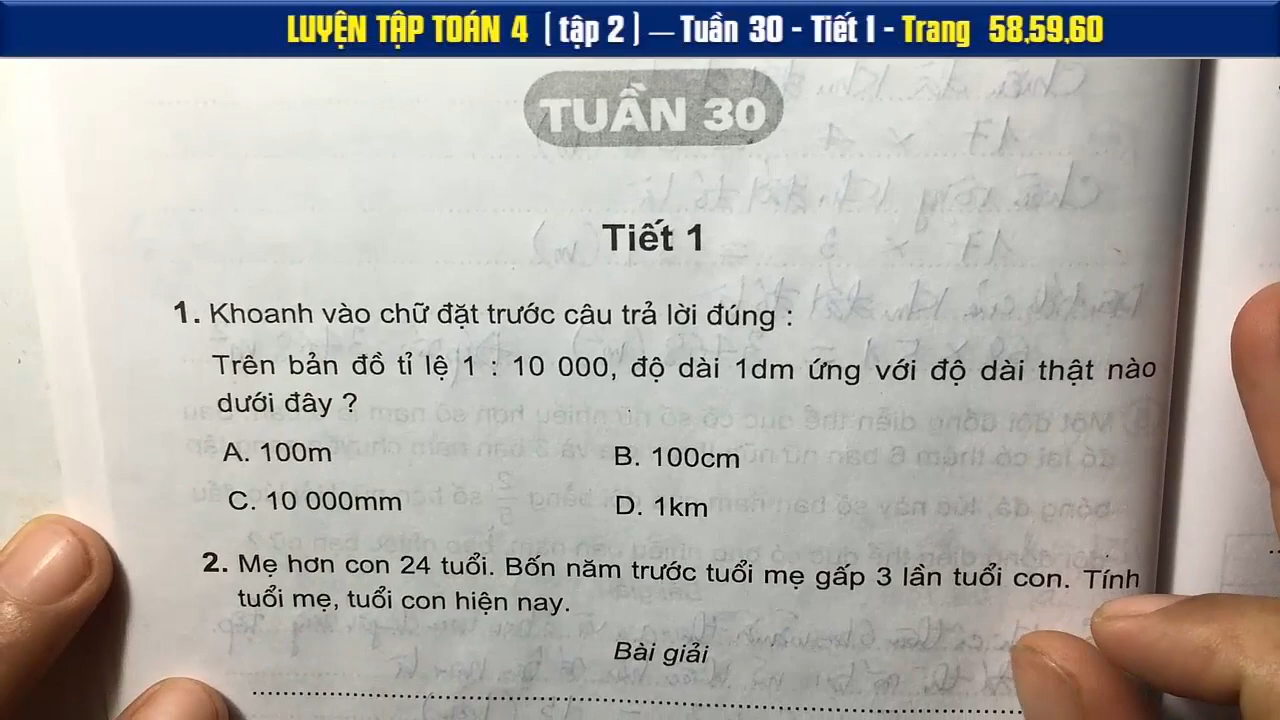 LUYỆN TẬP TOÁN 4 ( tập 2 ) — Tuần 30 - Tiết 1 - Trang 58,59,60
TUẦN 30
Tiết 1
1. Khoanh vào chữ đặt trước câu trả lời đúng :
Trên bản đồ tỉ lệ 1 : 10 000, độ dài 1dm ứng với độ dài thật nào
dưới đây ?
A. 100m B. 100cm
C. 10 000mm D. 1km
2. Mẹ hơn con 24 tuổi. Bốn năm trước tuổi mẹ gấp 3 lần tuổi con. Tính
tuổi mẹ, tuổi con hiện nay.
Bài giải